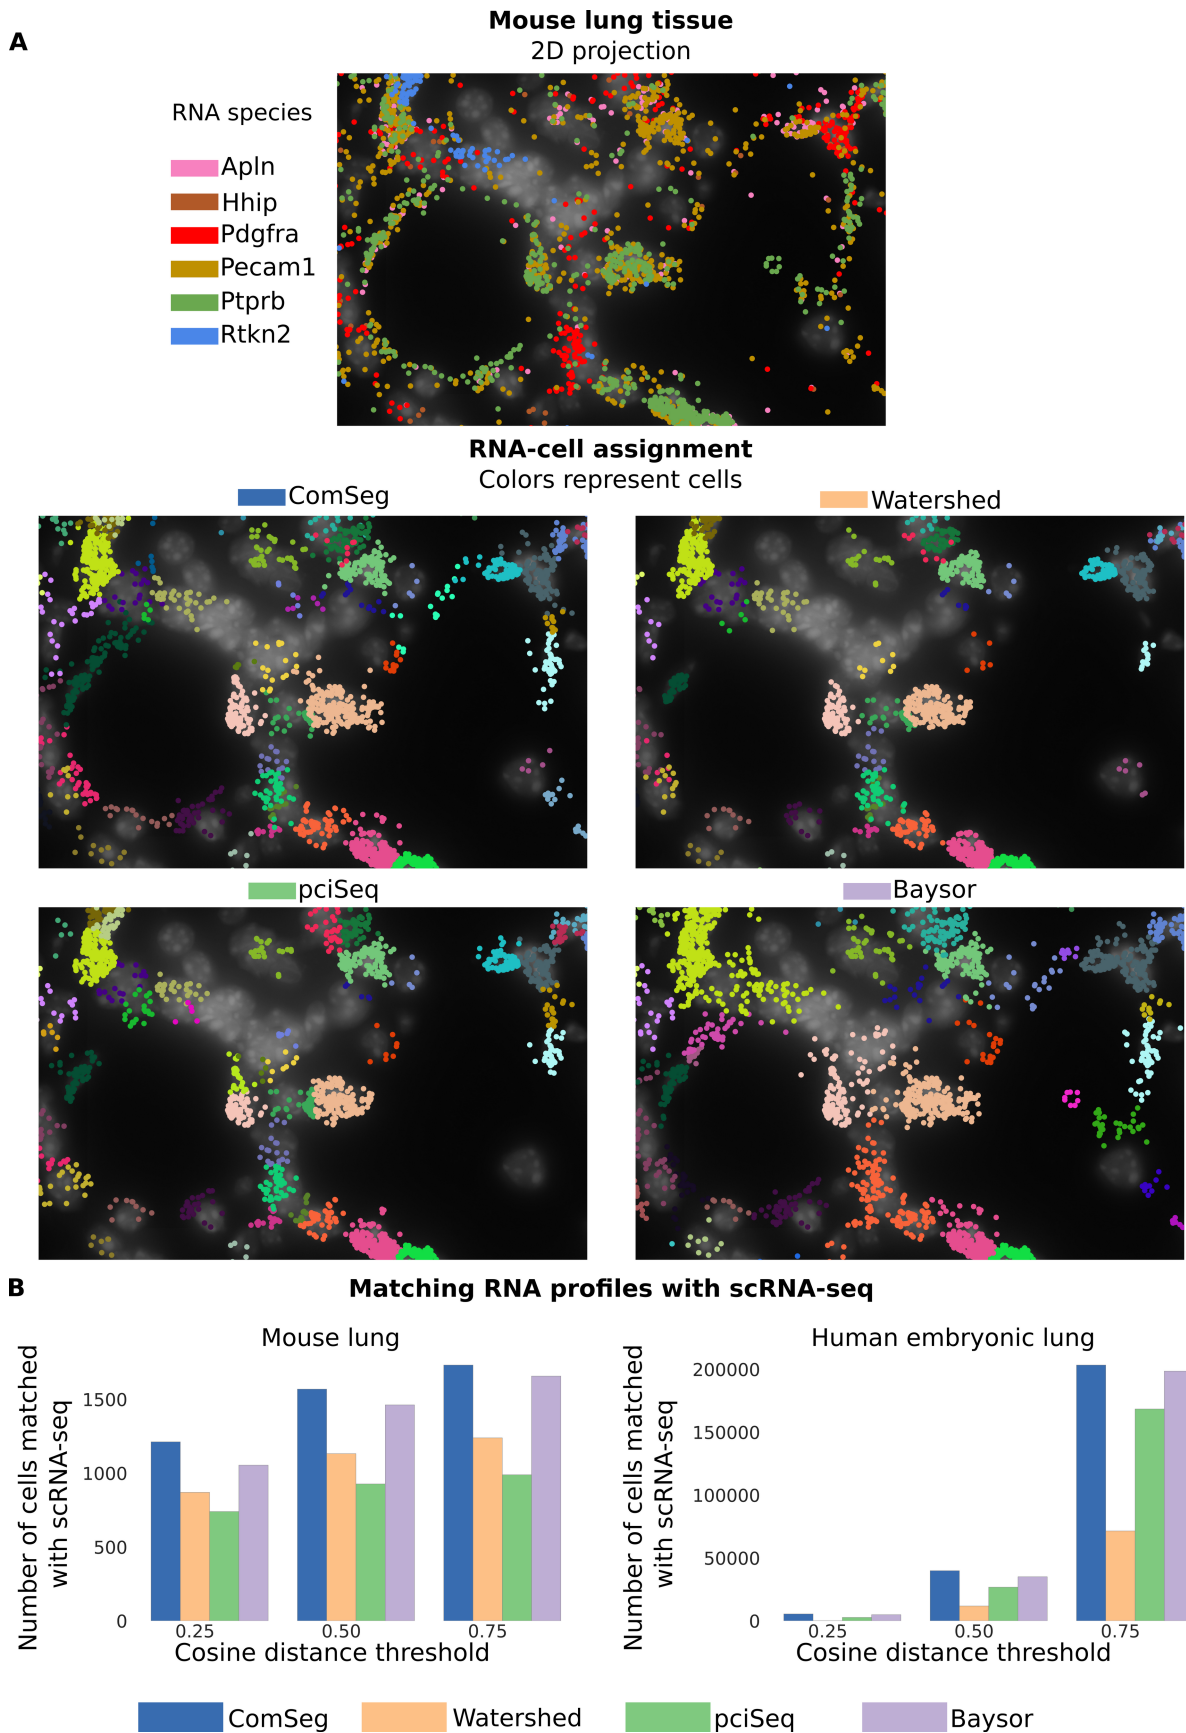 A
Mouse lung tissue
2D projection
RNA species
Apln
Hhip
Pdgfra
Pecam1
Ptprb
Rtkn2
RNA-cell assignment
Colors represent cells
ComSeg
Watershed
pciSeq
Baysor
B
Matching RNA profiles with scRNA-seq
Mouse lung
Number of cells matched
with scRNA-seq
1500
1000
500
0
0.25
0.50
0.75
Cosine distance threshold
Human embryonic lung
Number of cells matched
with scRNA-seq
200000
150000
100000
50000
0
0.25
0.50
0.75
Cosine distance threshold
ComSeg
Watershed
pciSeq
Baysor